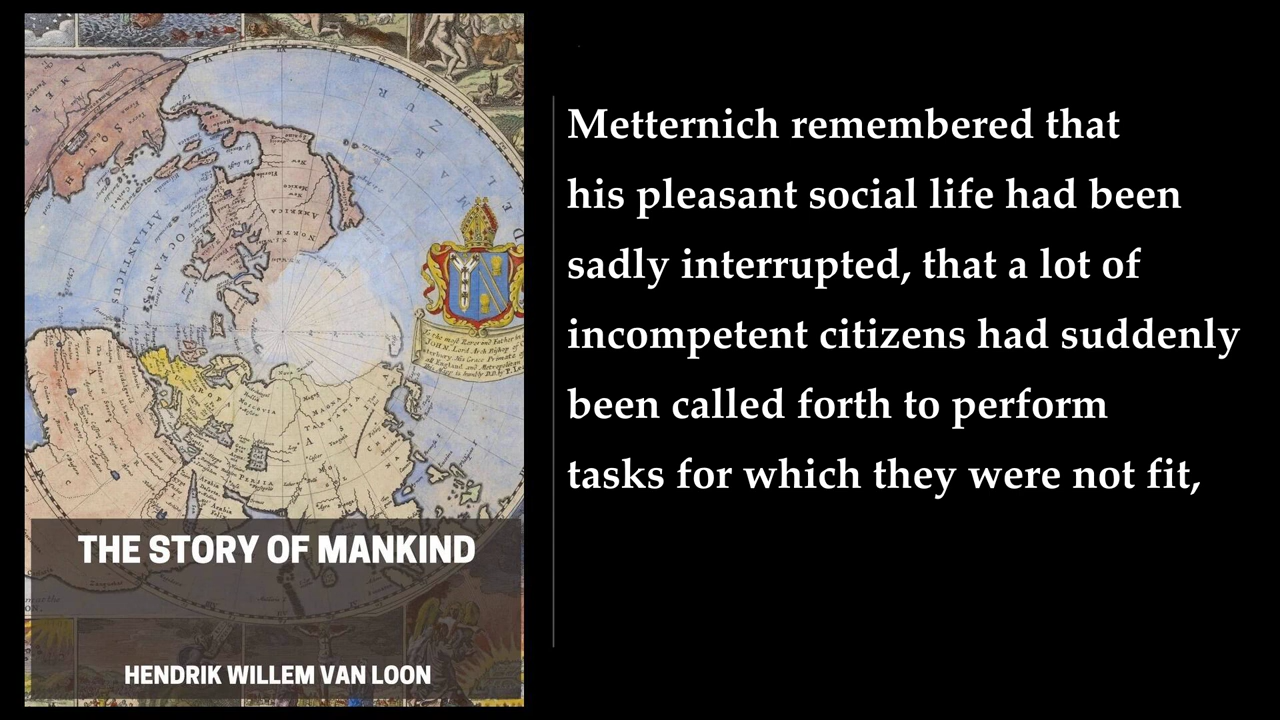 THE STORY OF MANKIND
HENDRIK WILLEM VAN LOON
Metternich remembered that
his pleasant social life had been
sadly interrupted, that a lot of
incompetent citizens had suddenly
been called forth to perform
tasks for which they were not fit,